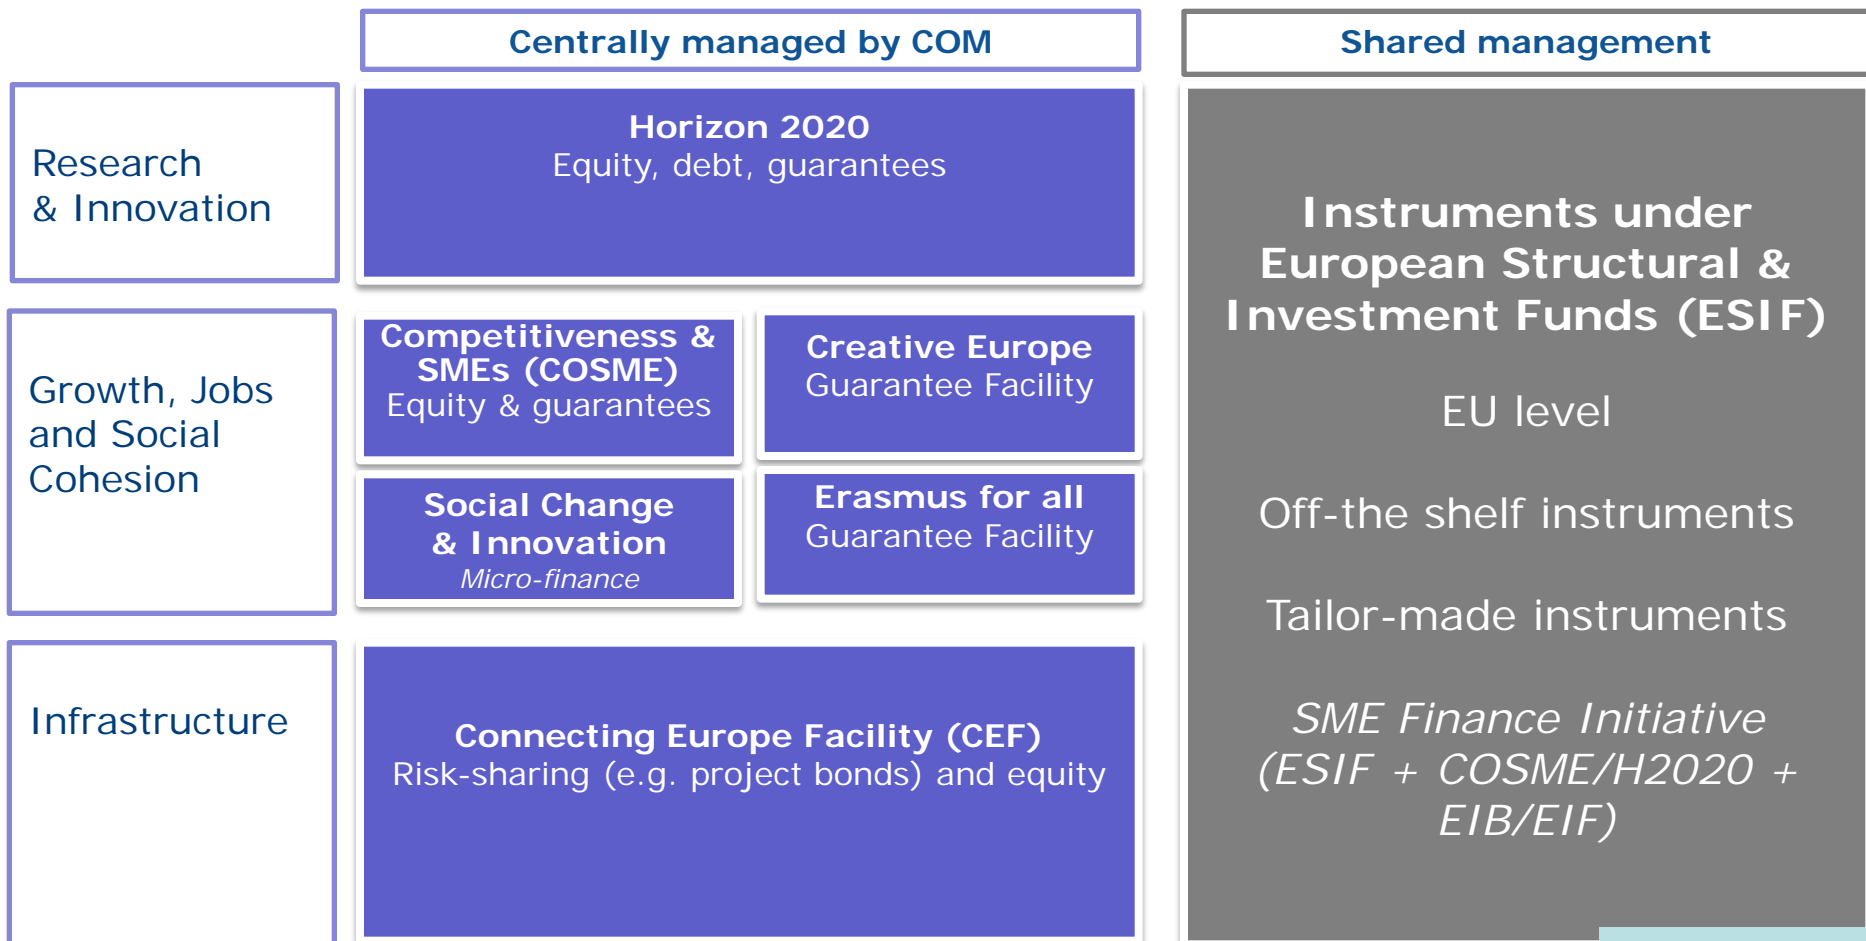 Centrally managed by COM
Shared management
Research
& Innovation
Horizon 2020
Equity, debt, guarantees
Growth, Jobs
and Social
Cohesion
Competitiveness &
SMEs (COSME)
Equity & guarantees
Creative Europe
Guarantee Facility
Social Change
& Innovation
Micro-finance
Erasmus for all
Guarantee Facility
Infrastructure
Connecting Europe Facility (CEF)
Risk-sharing (e.g. project bonds) and equity
Instruments under
European Structural &
Investment Funds (ESIF)
EU level
Off-the shelf instruments
Tailor-made instruments
SME Finance Initiative
(ESIF + COSME/H2020 +
EIB/EIF)